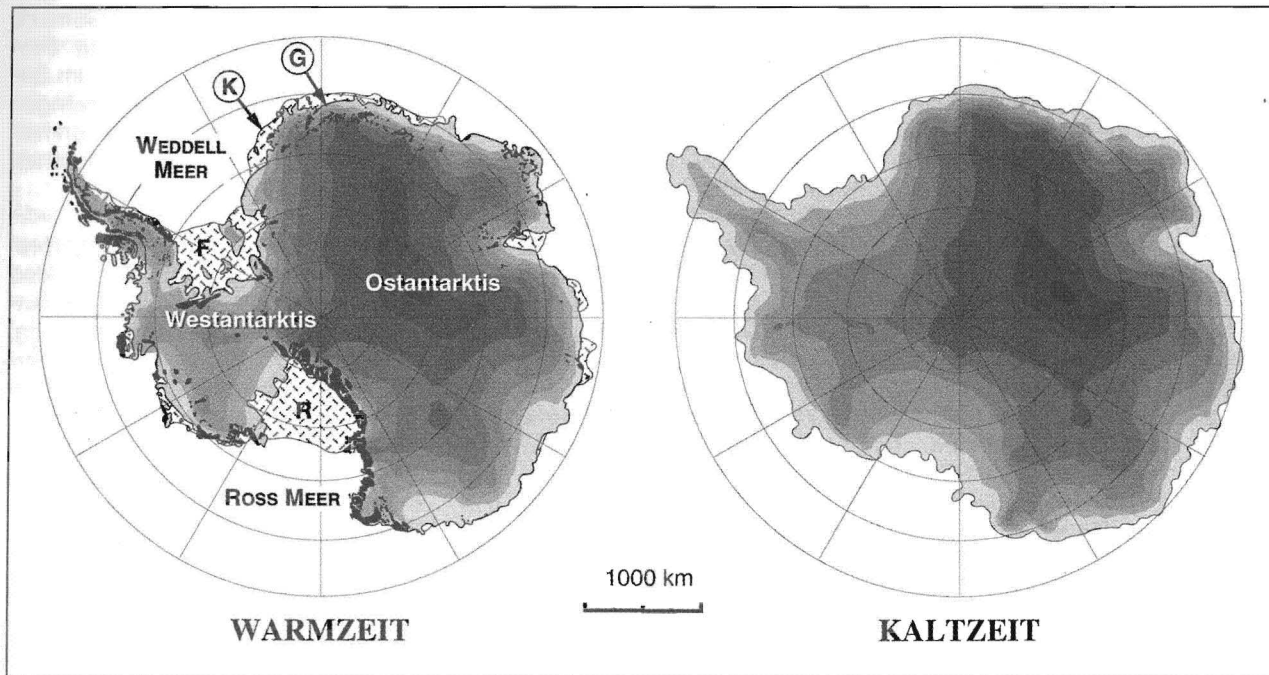 G
K
WEDDELL
MEER
F
Ostantarktis
Westantarktis
R
ROSS MEER
1000 km
WARMZEIT
KALTZEIT